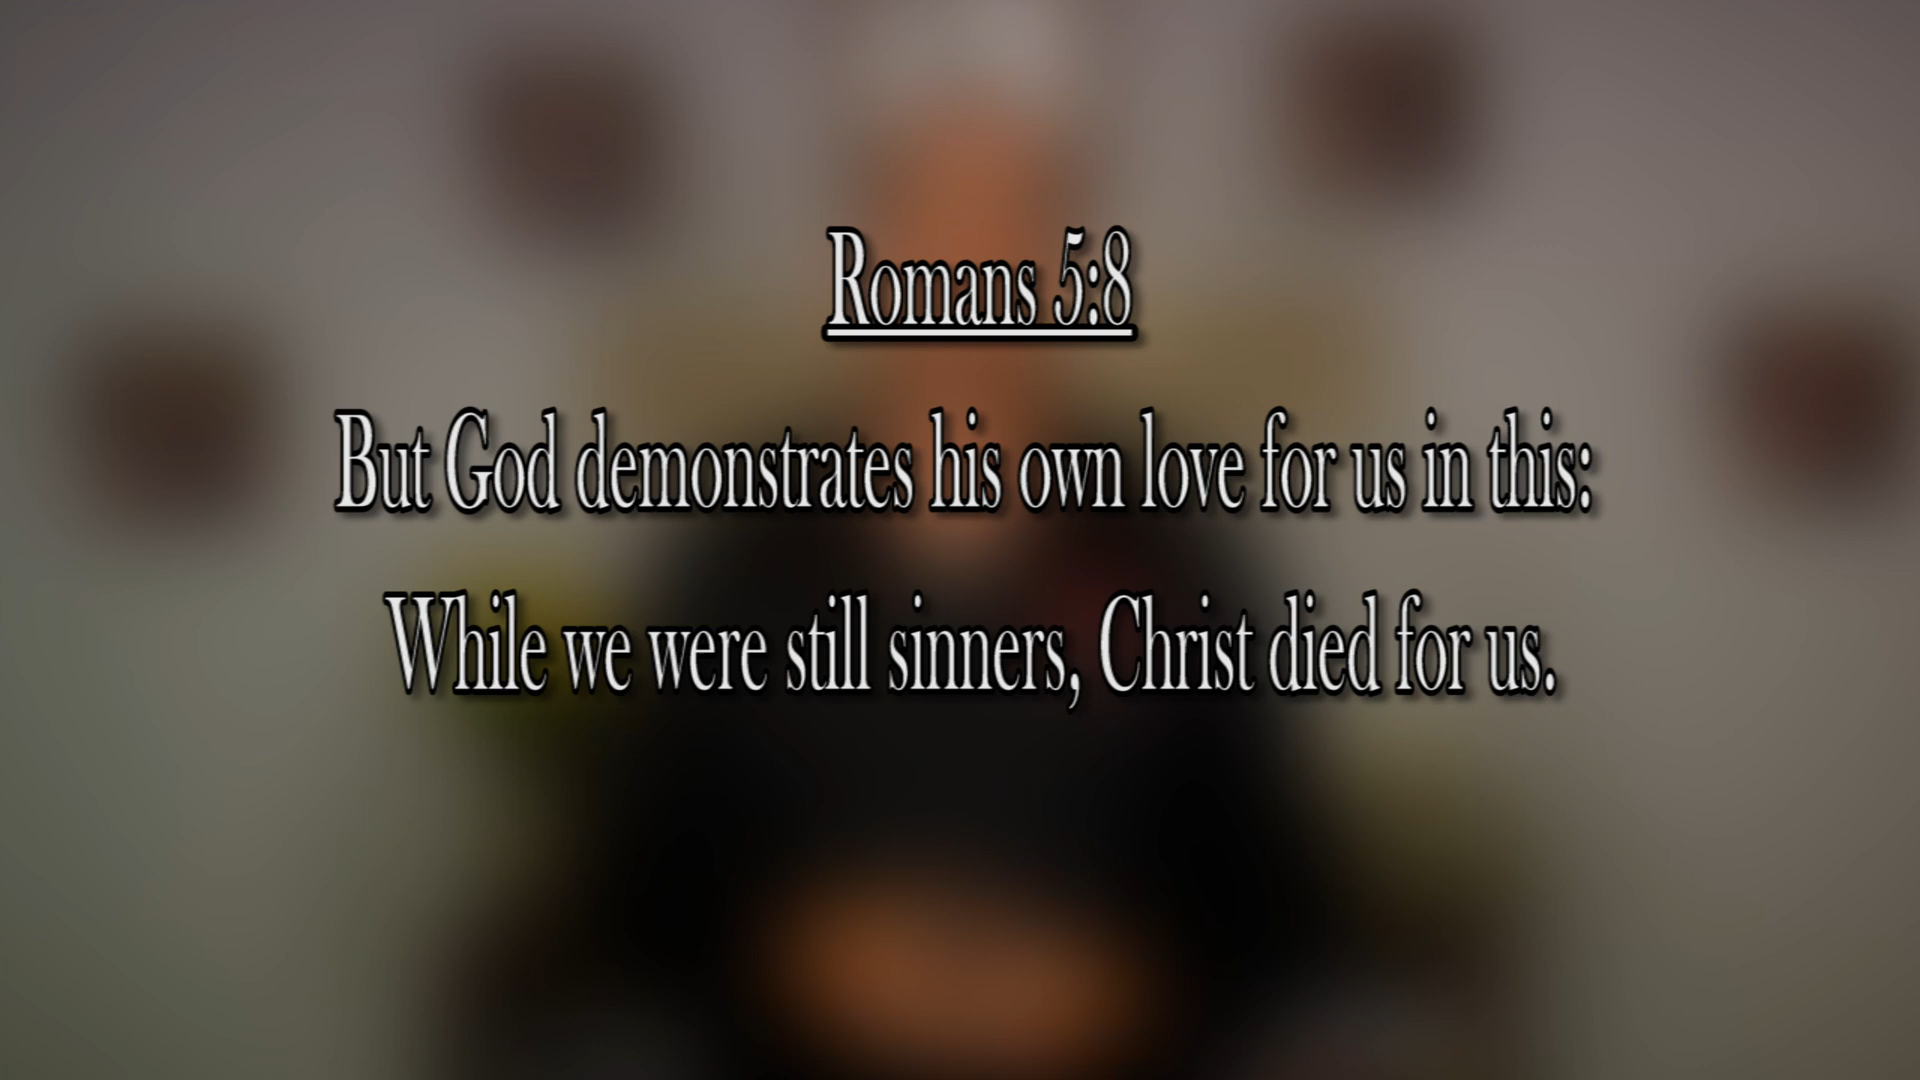 Romans 5:8
But God demonstrates his own love for us in this:
While we were still sinners, Christ died for us.